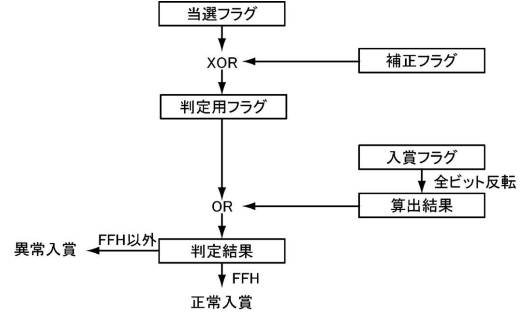 当選フラグ
XOR
補正フラグ
判定用フラグ
入賞フラグ
全ビット反転
OR
算出結果
異常入賞
FFH以外
判定結果
FFH
正常入賞